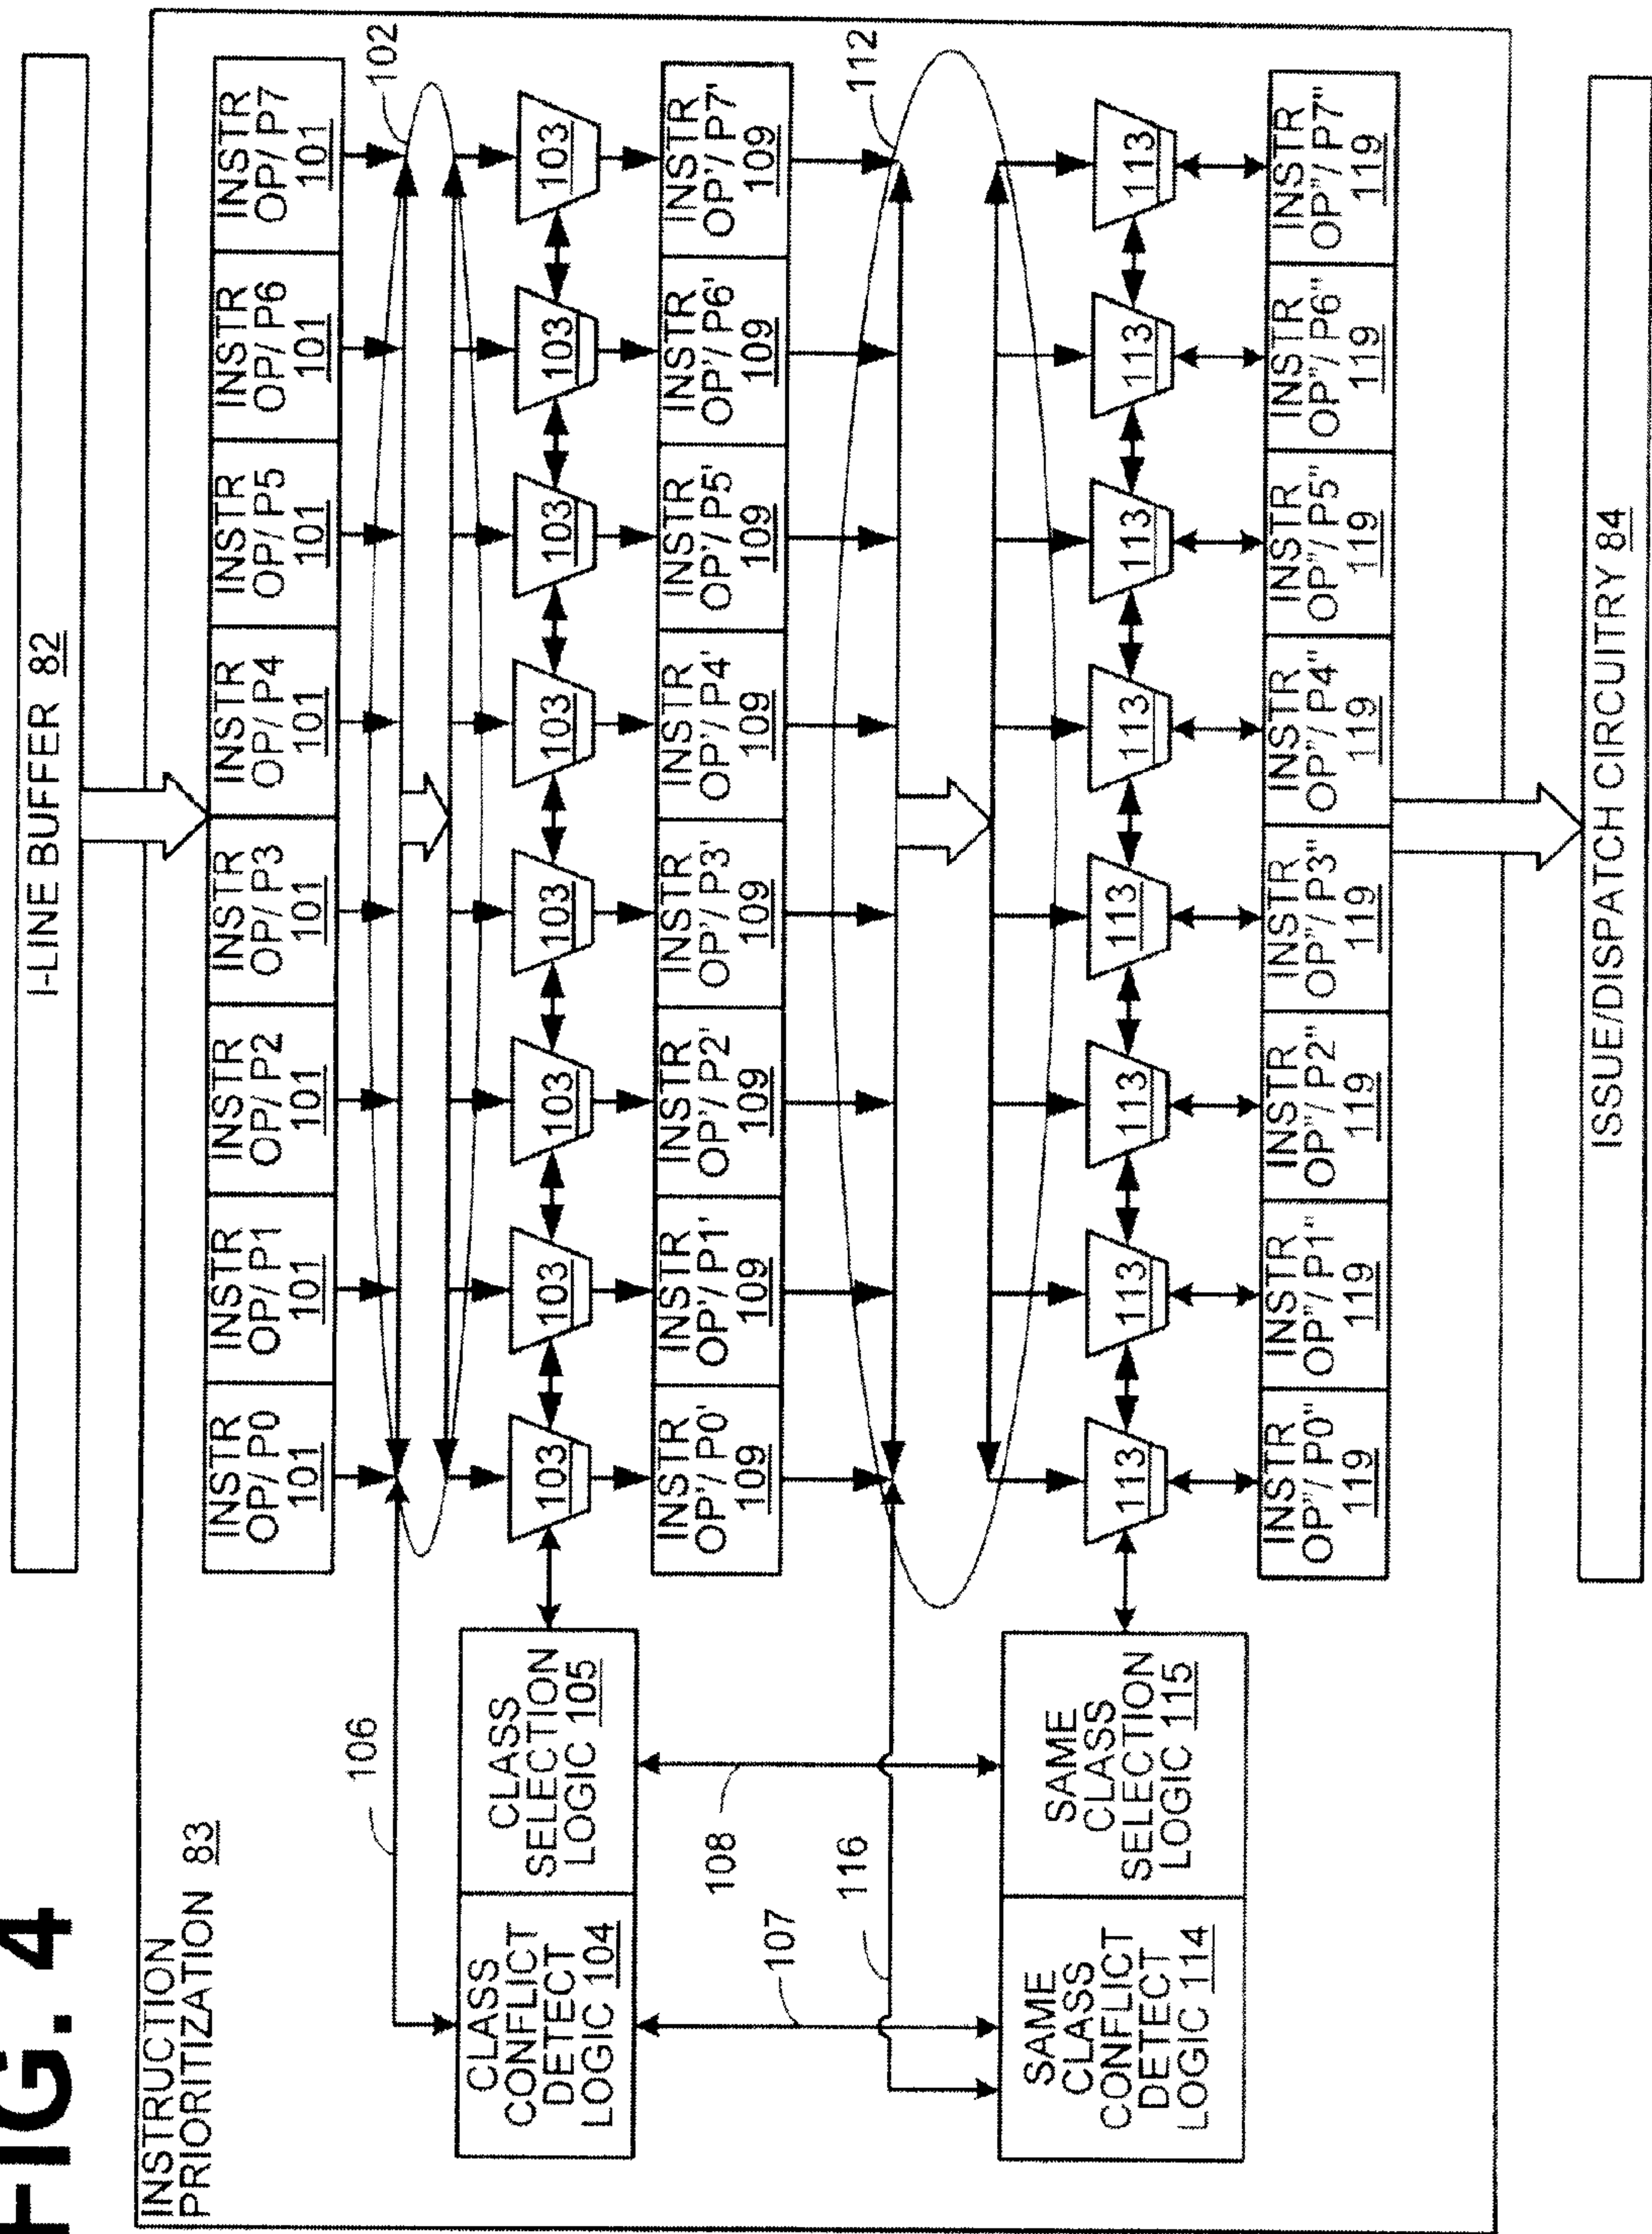 FIG. 4
I-LINE BUFFER 82
INSTRUCTION
PRIORITIZATION 83
INSTR
OP/ P0
101
INSTR
OP/ P1
101
INSTR
OP/ P2
101
INSTR
OP/ P3
101
INSTR
OP/ P4
101
INSTR
OP/ P5
101
INSTR
OP/ P6
101
INSTR
OP/ P7
101
102
106
CLASS
CONFLICT
DETECT
LOGIC 104
CLASS
SELECTION
LOGIC 105
103
103
103
103
103
103
103
103
INSTR
OP'/ P0'
109
INSTR
OP'/ P1'
109
INSTR
OP'/ P2'
109
INSTR
OP'/ P3'
109
INSTR
OP'/ P4'
109
INSTR
OP'/ P5'
109
INSTR
OP'/ P6'
109
INSTR
OP'/ P7'
109
108
107
116
112
SAME
CLASS
CONFLICT
DETECT
LOGIC 114
SAME
CLASS
SELECTION
LOGIC 115
113
113
113
113
113
113
113
113
INSTR
OP"/ P0"
119
INSTR
OP"/ P1"
119
INSTR
OP"/ P2"
119
INSTR
OP"/ P3"
119
INSTR
OP"/ P4"
119
INSTR
OP"/ P5"
119
INSTR
OP"/ P6"
119
INSTR
OP"/ P7"
119
ISSUE/DISPATCH CIRCUITRY 84